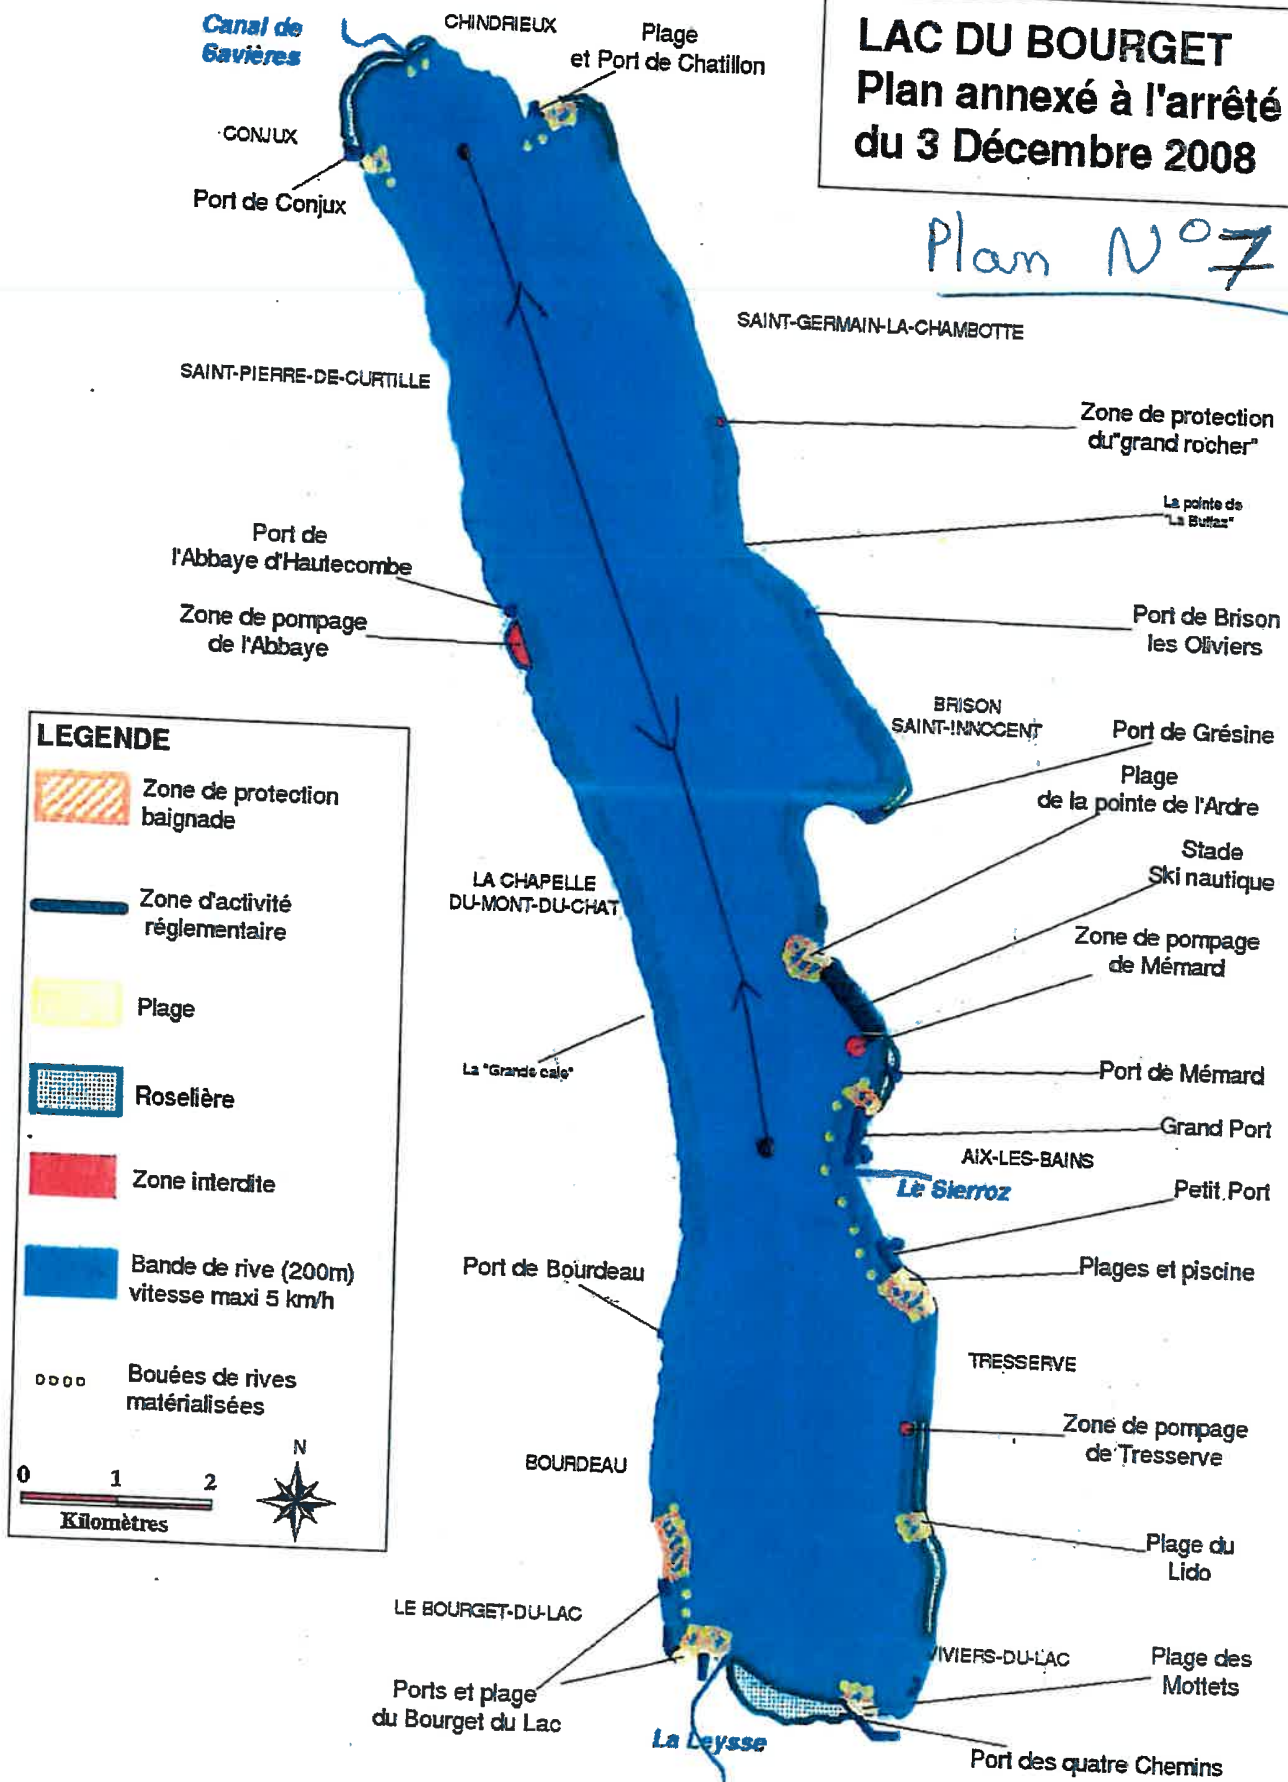 LAC DU BOURGET
Plan annexé à l'arrêté
du 3 Décembre 2008
Plan N° 7
Canal de
Savières
CHINDRIEUX
Plage
et Port de Chatillon
CONJUX
Port de Conjux
SAINT-GERMAIN-LA-CHAMBOTTE
SAINT-PIERRE-DE-CURTILLE
Zone de protection
du"grand rocher"
La pointe de
"La Buttaz"
Port de
l'Abbaye d'Hautecombe
Zone de pompage
de l'Abbaye
Port de Brison
les Oliviers
BRISON
SAINT-INNOCENT
Port de Grésine
Plage
de la pointe de l'Ardre
Stade
Ski nautique
LA CHAPELLE
DU-MONT-DU-CHAT
Zone de pompage
de Mémard
La "Grande cale"
Port de Mémard
Grand Port
AIX-LES-BAINS
Le Sierroz
Petit Port
Port de Bourdeau
Plages et piscine
TRESSERVE
Zone de pompage
de Tresserve
BOURDEAU
Plage du
Lido
LE BOURGET-DU-LAC
VIVIERS-DU-LAC
Plage des
Mottets
Ports et plage
du Bourget du Lac
La Leysse
Port des quatre Chemins
LEGENDE
Zone de protection
baignade
Zone d'activité
réglementaire
Plage
Roselière
Zone interdite
Bande de rive (200m)
vitesse maxi 5 km/h
Bouées de rives
matérialisées
N
0 1 2
Kilomètres